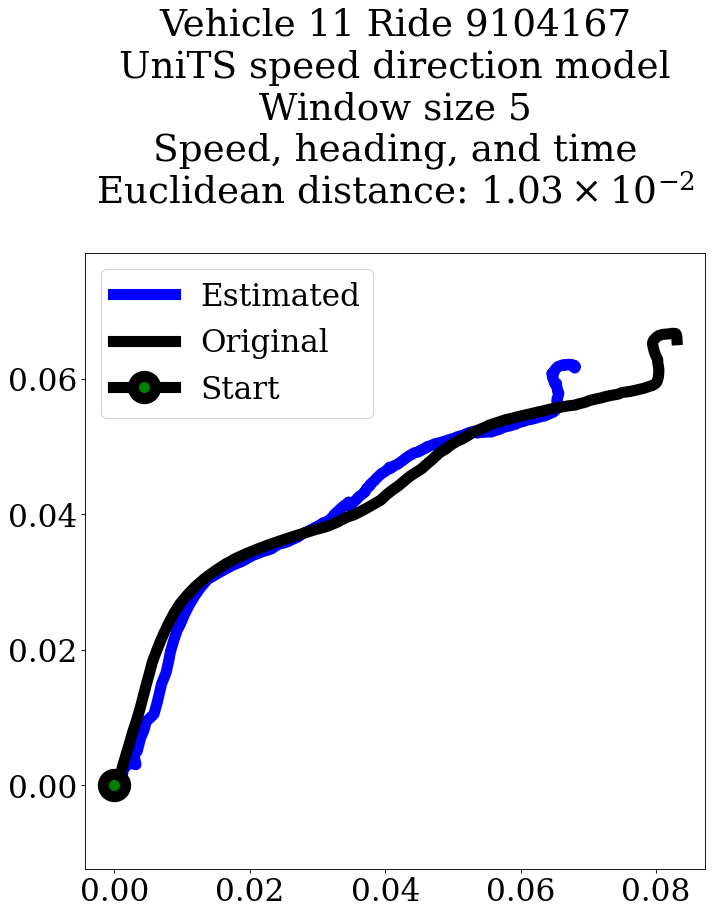 Vehicle 11 Ride 9104167
UniTS speed direction model
Window size 5
Speed, heading, and time
Euclidean distance: 1.03 × 10⁻²
Estimated
Original
Start
0.06
0.04
0.02
0.00
0.00 0.02 0.04 0.06 0.08